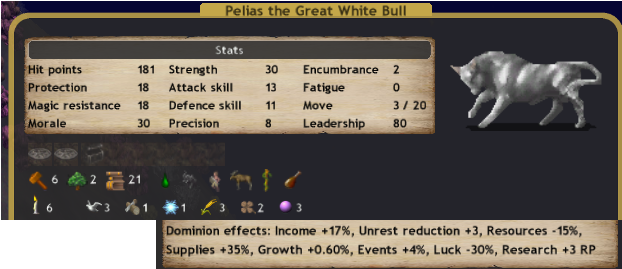 Pelias the Great White Bull
Stats
Hit points 181 Strength 30 Encumbrance 2
Protection 18 Attack skill 13 Fatigue 0
Magic resistance 18 Defence skill 11 Move 3 / 20
Morale 30 Precision 8 Leadership 80
6 2 21
6 3 1 1 3 2 3
Dominion effects: Income +17%, Unrest reduction +3, Resources -15%,
Supplies +35%, Growth +0.60%, Events +4%, Luck -30%, Research +3 RP